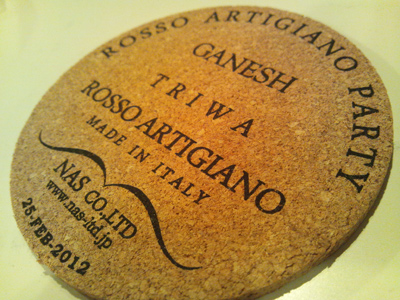 ROSSO ARTIGIANO PARTY
GANESH
TRIWA
ROSSO ARTIGIANO
MADE IN ITALY
NAS CO.,LTD
www.nas-ltd.jp
28-FEB-2012